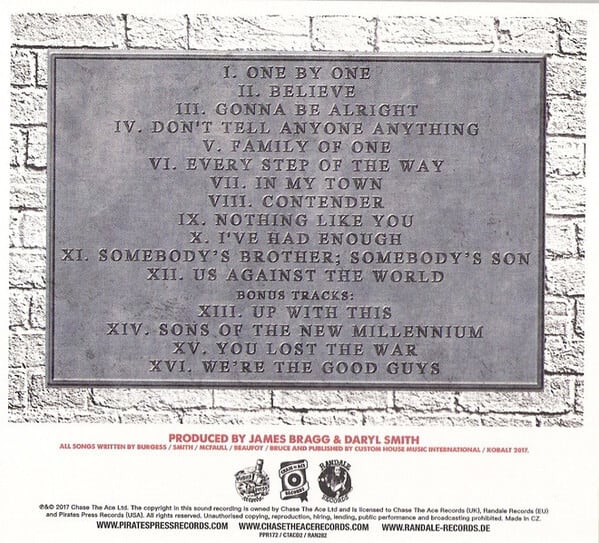 I. ONE BY ONE
II. BELIEVE
III. GONNA BE ALRIGHT
IV. DON'T TELL ANYONE ANYTHING
V. FAMILY OF ONE
VI. EVERY STEP OF THE WAY
VII. IN MY TOWN
VIII. CONTENDER
IX. NOTHING LIKE YOU
X. I'VE HAD ENOUGH
XI. SOMEBODY'S BROTHER; SOMEBODY'S SON
XII. US AGAINST THE WORLD
BONUS TRACKS:
XIII. UP WITH THIS
XIV. SONS OF THE NEW MILLENNIUM
XV. YOU LOST THE WAR
XVI. WE'RE THE GOOD GUYS
PRODUCED BY JAMES BRAGG & DARYL SMITH
ALL SONGS WRITTEN BY BURGESS / SMITH / MCFAULL / BEAUFOY / BRUCE AND PUBLISHED BY CUSTOM HOUSE MUSIC INTERNATIONAL / KOBALT 2017.
CHASE THE ACE
RECORDS
RANDALE
RECORDS
℗&© 2017 Chase The Ace Ltd. The copyright in this sound recording is owned by Chase The Ace Ltd and is licensed to Chase The Ace Records (UK), Randale Records (EU)
and Pirates Press Records (USA). All rights reserved. Unauthorised copying, reproduction, hiring, lending, public performance and broadcasting prohibited. Made in CZ.
WWW.PIRATESPRESSRECORDS.COM WWW.CHASETHEACERECORDS.COM WWW.RANDALE-RECORDS.DE
PPR172 / CTACD2 / RAN282